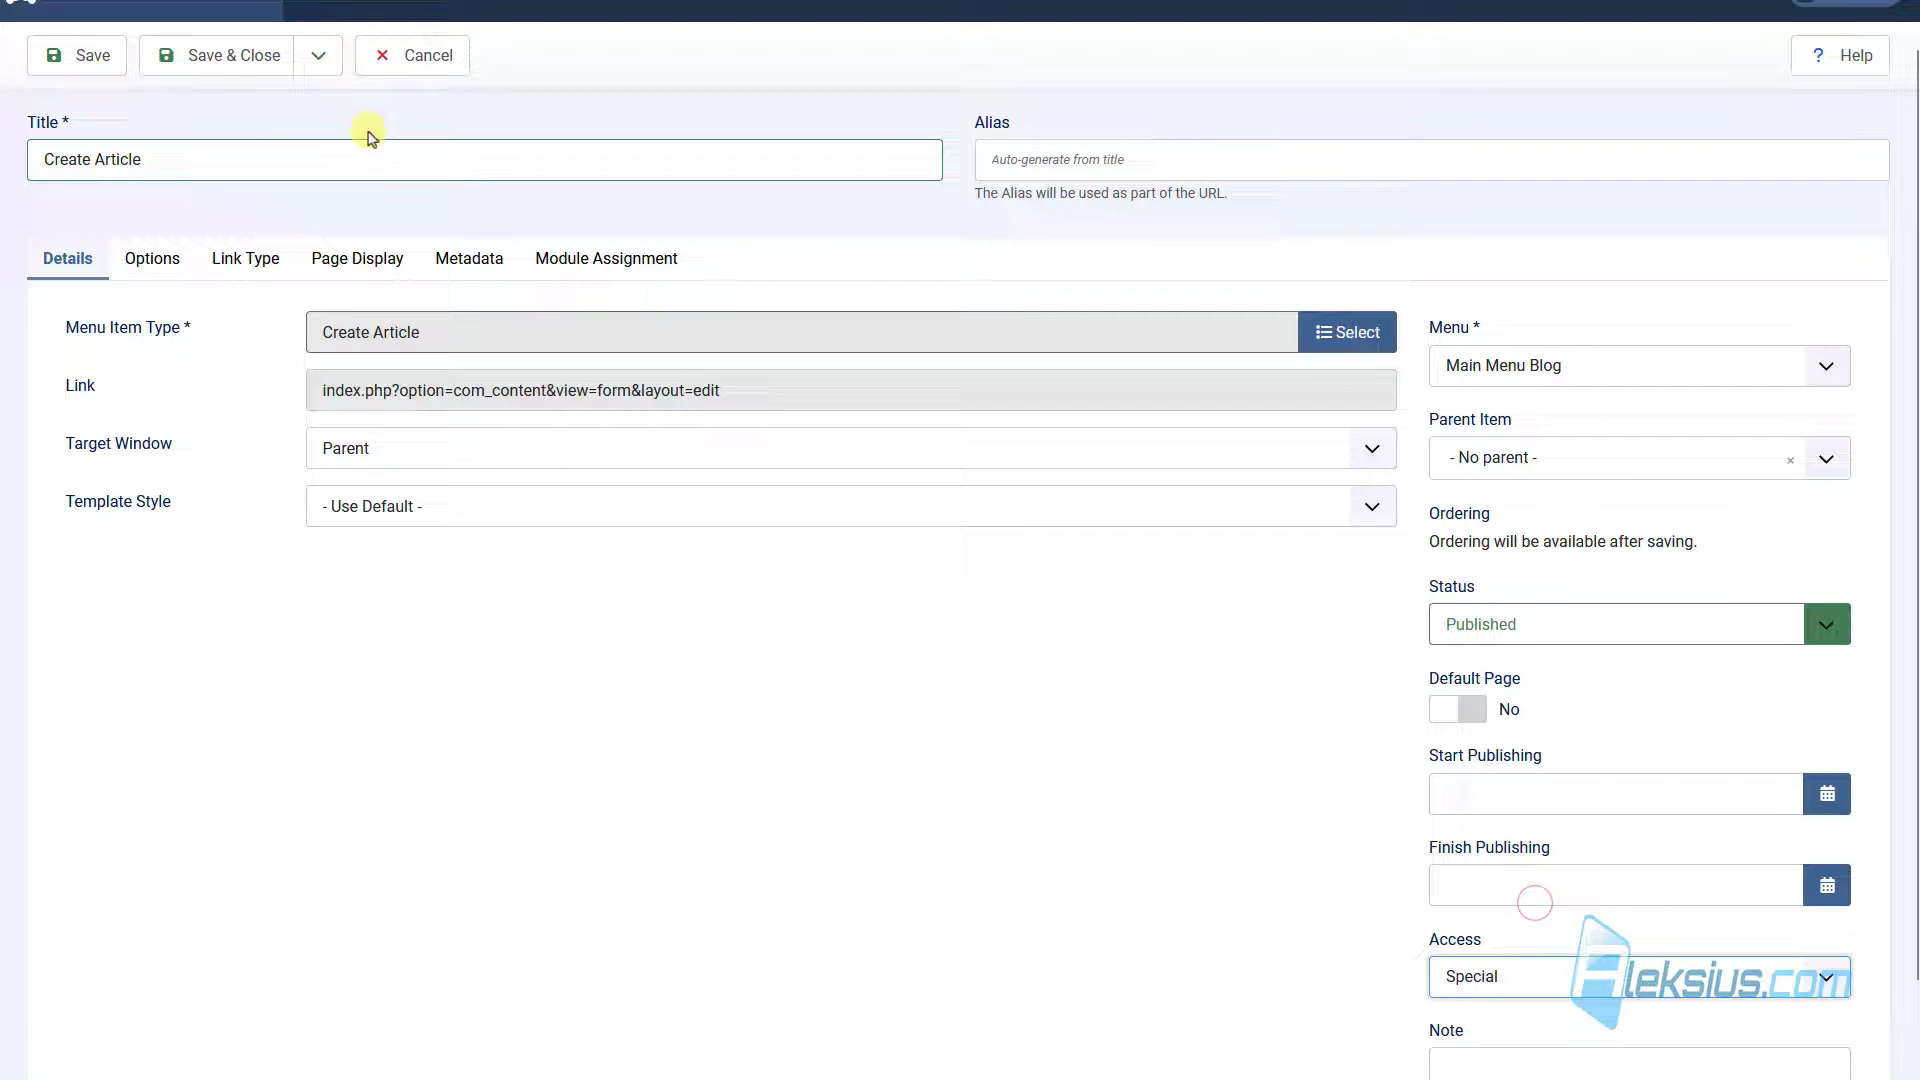 Save
Save & Close
Cancel
? Help
Title *
Create Article
Alias
Auto-generate from title
The Alias will be used as part of the URL.
Details
Options
Link Type
Page Display
Metadata
Module Assignment
Menu Item Type *
Create Article
Select
Link
index.php?option=com_content&view=form&layout=edit
Target Window
Parent
Template Style
- Use Default -
Menu *
Main Menu Blog
Parent Item
- No parent -
×
Ordering
Ordering will be available after saving.
Status
Published
Default Page
No
Start Publishing
Finish Publishing
Access
Special
Aleksius.com
Note